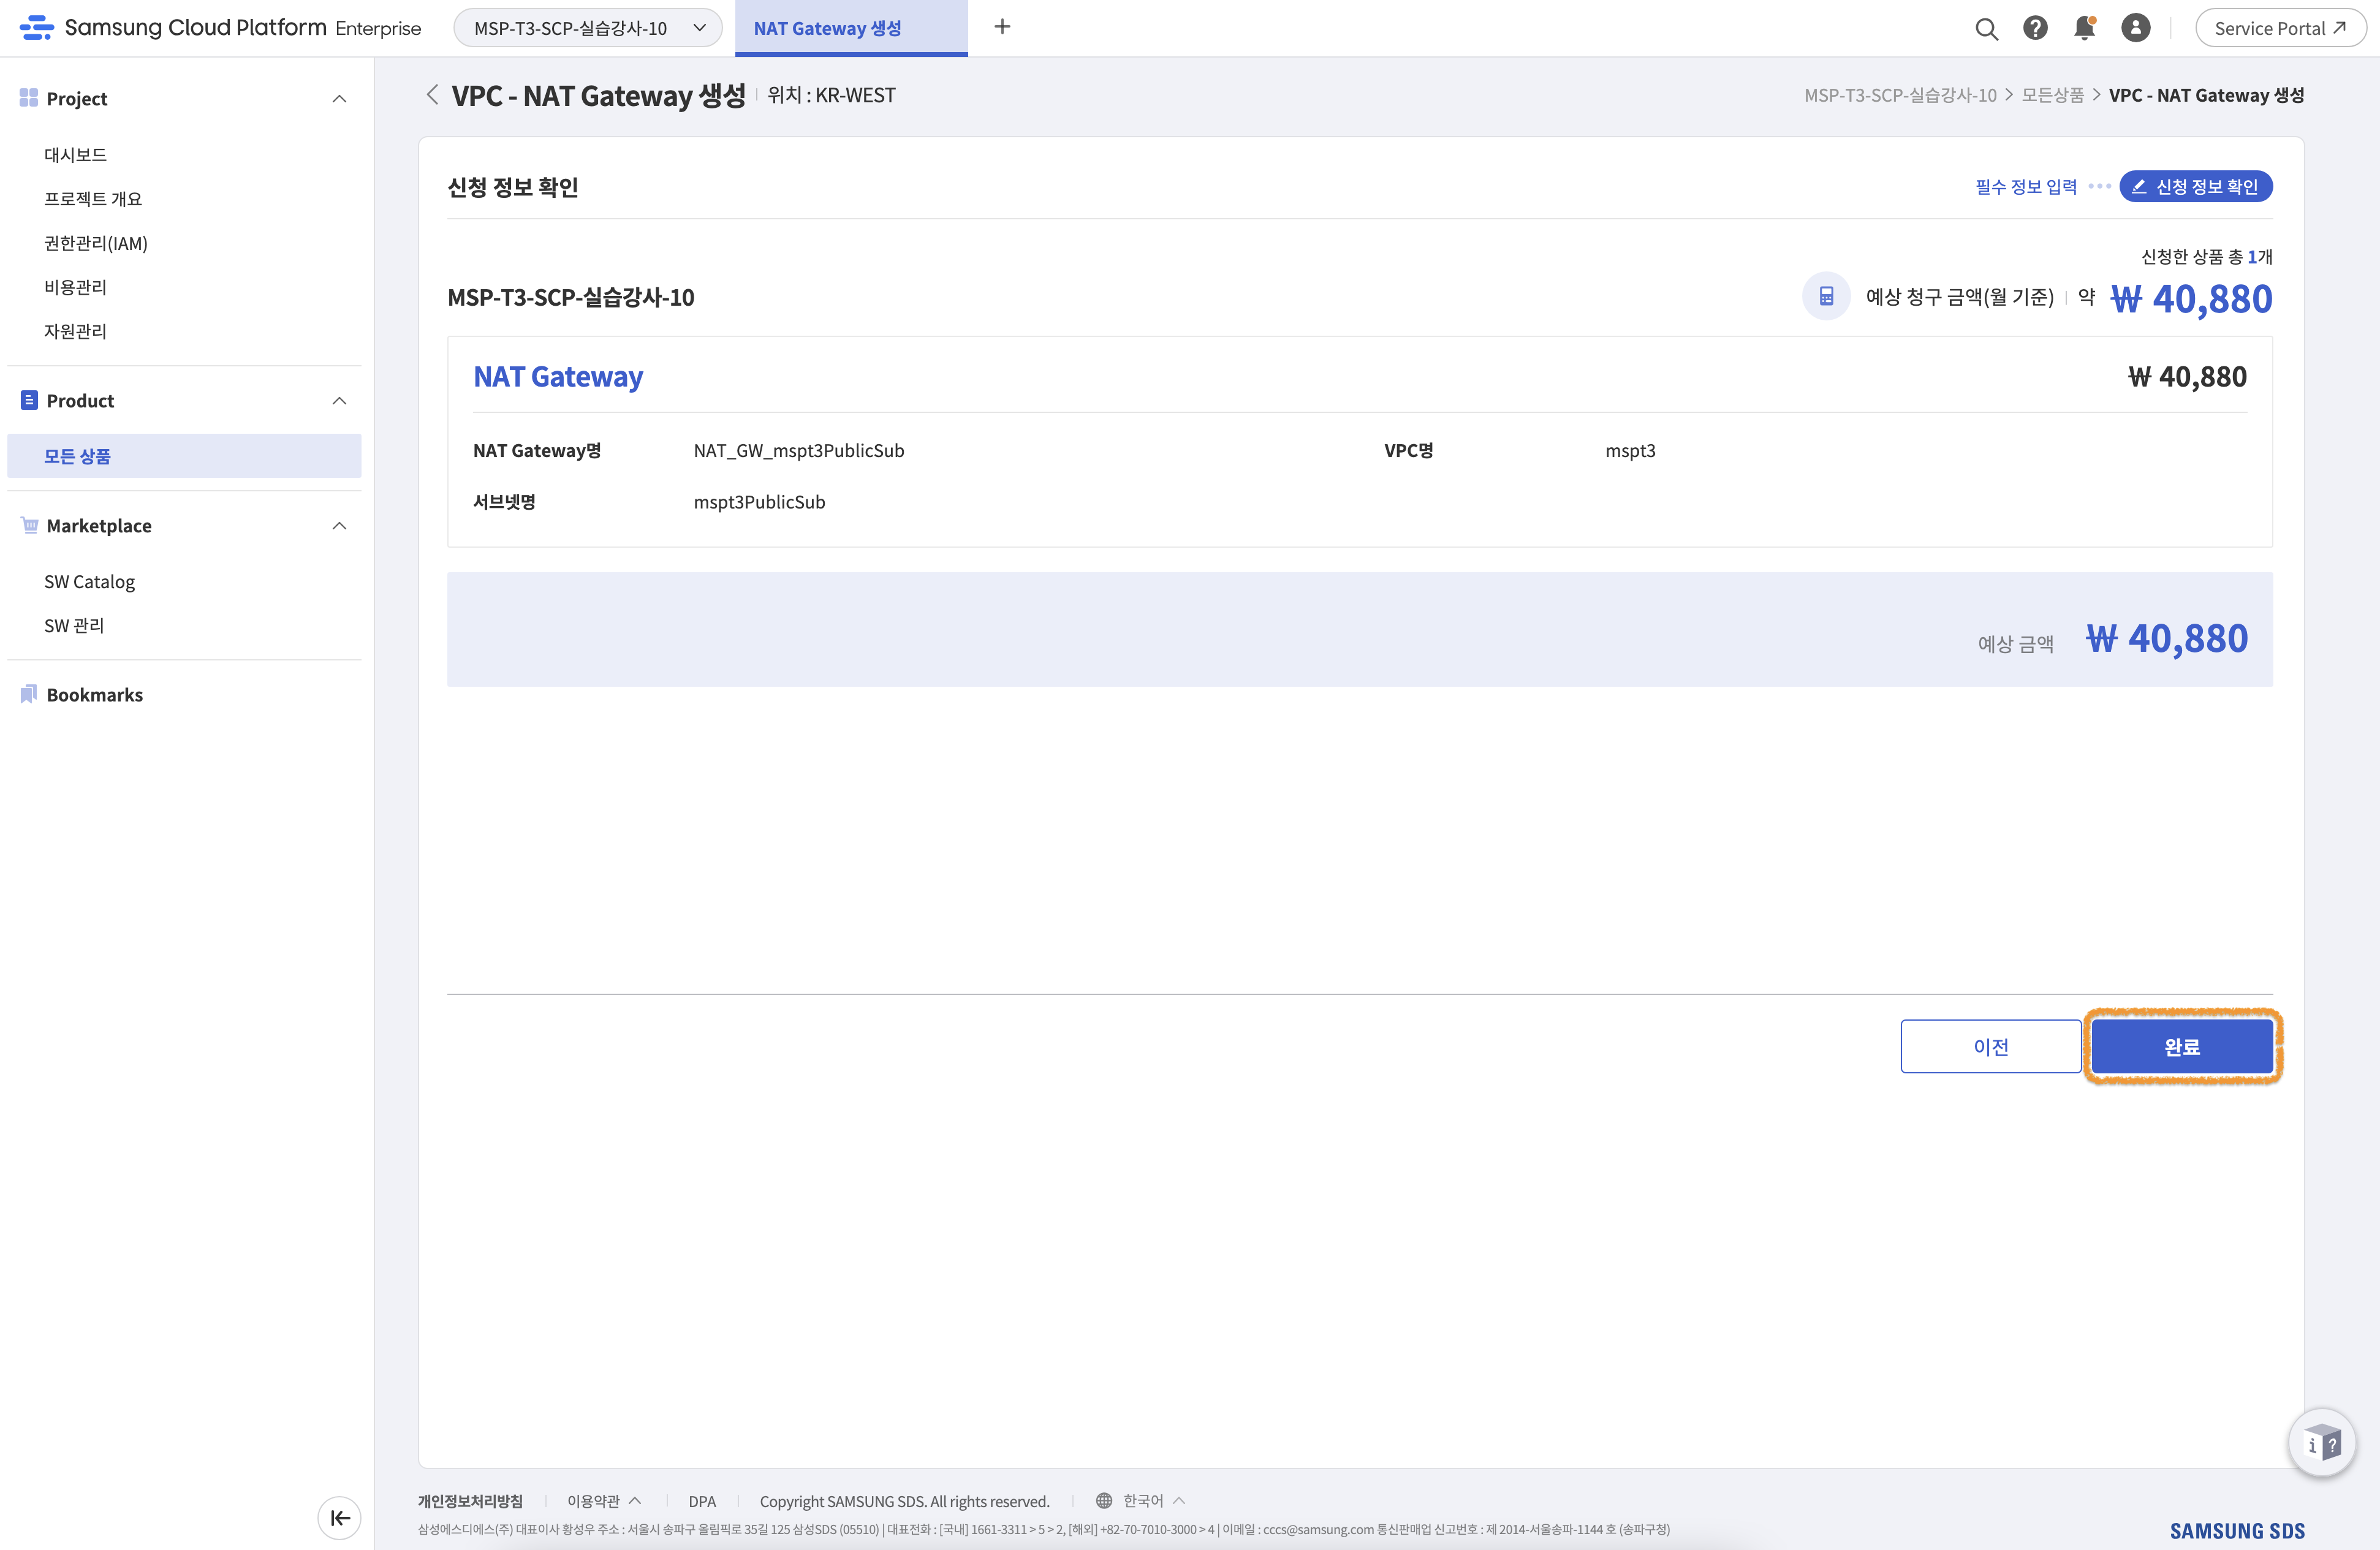 Samsung Cloud Platform Enterprise
MSP-T3-SCP-실습강사-10
NAT Gateway 생성
Service Portal
Project
대시보드
프로젝트 개요
권한관리(IAM)
비용관리
자원관리
Product
모든 상품
Marketplace
SW Catalog
SW 관리
Bookmarks
VPC - NAT Gateway 생성 | 위치 : KR-WEST
MSP-T3-SCP-실습강사-10 > 모든상품 > VPC - NAT Gateway 생성
신청 정보 확인
필수 정보 입력 ••• 신청 정보 확인
신청한 상품 총 1개
MSP-T3-SCP-실습강사-10
예상 청구 금액(월 기준) | 약 ₩ 40,880
NAT Gateway
₩ 40,880
NAT Gateway명 NAT_GW_mspt3PublicSub VPC명 mspt3
서브넷명 mspt3PublicSub
예상 금액 ₩ 40,880
이전
완료
i ?
개인정보처리방침 | 이용약관 | DPA | Copyright SAMSUNG SDS. All rights reserved. | 한국어
삼성에스디에스(주) 대표이사 황성우 주소 : 서울시 송파구 올림픽로 35길 125 삼성SDS (05510) | 대표전화 : [국내] 1661-3311 > 5 > 2, [해외] +82-70-7010-3000 > 4 | 이메일 : cccs@samsung.com 통신판매업 신고번호 : 제 2014-서울송파-1144 호 (송파구청)
SAMSUNG SDS